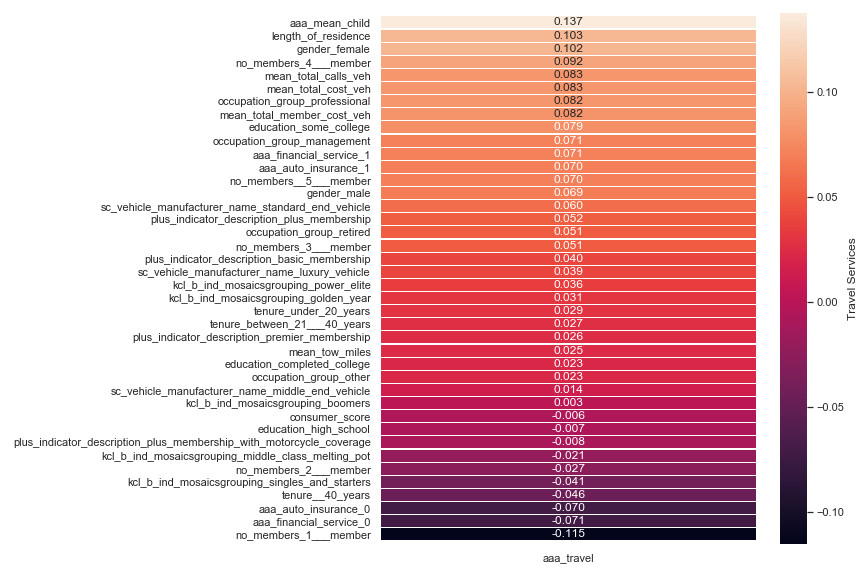 aaa_mean_child 0.137
length_of_residence 0.103
gender_female 0.102
no_members_4___member 0.092
mean_total_calls_veh 0.083
mean_total_cost_veh 0.083
occupation_group_professional 0.082
mean_total_member_cost_veh 0.082
education_some_college 0.079
occupation_group_management 0.071
aaa_financial_service_1 0.071
aaa_auto_insurance_1 0.070
no_members__5___member 0.070
gender_male 0.069
sc_vehicle_manufacturer_name_standard_end_vehicle 0.060
plus_indicator_description_plus_membership 0.052
occupation_group_retired 0.051
no_members_3___member 0.051
plus_indicator_description_basic_membership 0.040
sc_vehicle_manufacturer_name_luxury_vehicle 0.039
kcl_b_ind_mosaicsgrouping_power_elite 0.036
kcl_b_ind_mosaicsgrouping_golden_year 0.031
tenure_under_20_years 0.029
tenure_between_21___40_years 0.027
plus_indicator_description_premier_membership 0.026
mean_tow_miles 0.025
education_completed_college 0.023
occupation_group_other 0.023
sc_vehicle_manufacturer_name_middle_end_vehicle 0.014
kcl_b_ind_mosaicsgrouping_boomers 0.003
consumer_score -0.006
education_high_school -0.007
plus_indicator_description_plus_membership_with_motorcycle_coverage -0.008
kcl_b_ind_mosaicsgrouping_middle_class_melting_pot -0.021
no_members_2___member -0.027
kcl_b_ind_mosaicsgrouping_singles_and_starters -0.041
tenure__40_years -0.046
aaa_auto_insurance_0 -0.070
aaa_financial_service_0 -0.071
no_members_1___member -0.115
aaa_travel
0.10
0.05
0.00
−0.05
−0.10
Travel Services